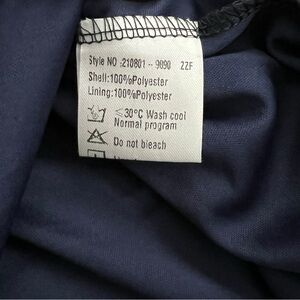 Style NO :210801--9090 22F
Shell:100%Polyester
Lining:100%Polyester
≤30°C Wash cool
Normal program
Do not bleach